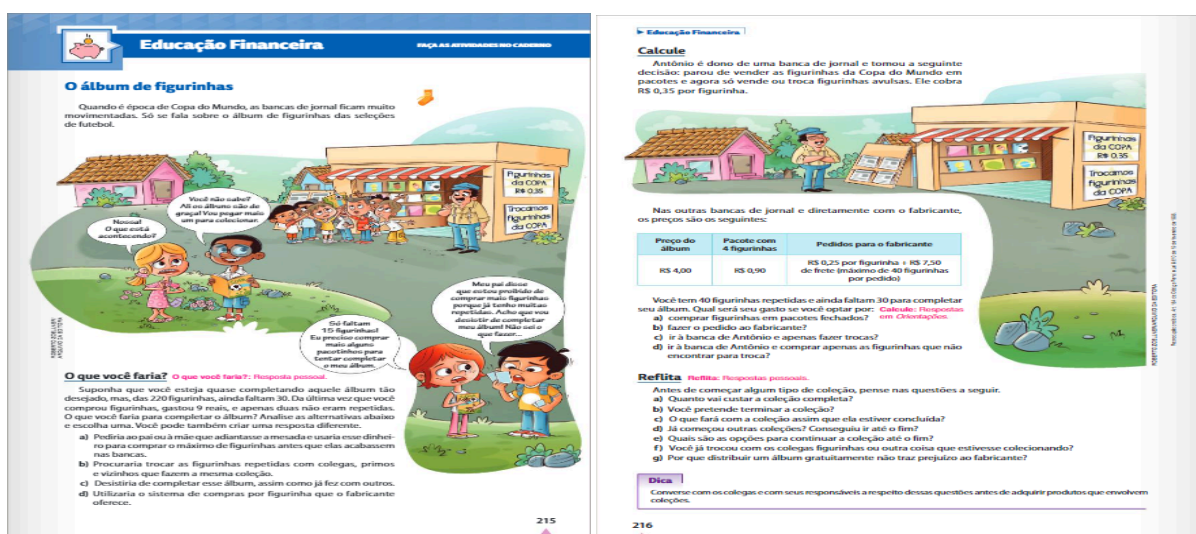 Educação Financeira
FAÇA AS ATIVIDADES NO CADERNO
O álbum de figurinhas
Quando é época de Copa do Mundo, as bancas de jornal ficam muito
movimentadas. Só se fala sobre o álbum de figurinhas das seleções
de futebol.
Nossa!
O que está
acontecendo?
Você não sabe?
Ali os álbuns são de
graça! Vou pegar mais
um para colecionar.
Figurinhas
da COPA
R$ 0,35
Trocamos
figurinhas
da COPA
Só faltam
15 figurinhas!
Eu preciso comprar
mais alguns
pacotinhos para
tentar completar
o meu álbum.
Meu pai disse
que estou proibido de
comprar mais figurinhas
porque já tenho muitas
repetidas. Acho que vou
desistir de completar
meu álbum! Não sei o
que fazer...
ROBERTO ZOELLNER/
ARQUIVO DA EDITORA
O que você faria? O que você faria?: Resposta pessoal.
Suponha que você esteja quase completando aquele álbum tão
desejado, mas, das 220 figurinhas, ainda faltam 30. Da última vez que você
comprou figurinhas, gastou 9 reais, e apenas duas não eram repetidas.
O que você faria para completar o álbum? Analise as alternativas abaixo
e escolha uma. Você pode também criar uma resposta diferente.
a) Pediria ao pai ou à mãe que adiantasse a mesada e usaria esse dinhei-
ro para comprar o máximo de figurinhas antes que elas acabassem
nas bancas.
b) Procuraria trocar as figurinhas repetidas com colegas, primos
e vizinhos que fazem a mesma coleção.
c) Desistiria de completar esse álbum, assim como já fez com outros.
d) Utilizaria o sistema de compras por figurinha que o fabricante
oferece.
215
Educação Financeira
Calcule
Antônio é dono de uma banca de jornal e tomou a seguinte
decisão: parou de vender as figurinhas da Copa do Mundo em
pacotes e agora só vende ou troca figurinhas avulsas. Ele cobra
R$ 0,35 por figurinha.
Figurinhas
da COPA
R$ 0,35
Trocamos
figurinhas
da COPA
Nas outras bancas de jornal e diretamente com o fabricante,
os preços são os seguintes:
Preço do álbum
Pacote com 4 figurinhas
Pedidos para o fabricante
R$ 4,00
R$ 0,90
R$ 0,25 por figurinha + R$ 7,50
de frete (máximo de 40 figurinhas
por pedido)
Você tem 40 figurinhas repetidas e ainda faltam 30 para completar
seu álbum. Qual será seu gasto se você optar por: Calcule: Respostas
a) comprar figurinhas em pacotes fechados? em Orientações.
b) fazer o pedido ao fabricante?
c) ir à banca de Antônio e apenas fazer trocas?
d) ir à banca de Antônio e comprar apenas as figurinhas que não
encontrar para troca?
Reflita Reflita: Respostas pessoais.
Antes de começar algum tipo de coleção, pense nas questões a seguir.
a) Quanto vai custar a coleção completa?
b) Você pretende terminar a coleção?
c) O que fará com a coleção assim que ela estiver concluída?
d) Já começou outras coleções? Conseguiu ir até o fim?
e) Quais são as opções para continuar a coleção até o fim?
f) Você já trocou com os colegas figurinhas ou outra coisa que estivesse colecionando?
g) Por que distribuir um álbum gratuitamente não traz prejuízo ao fabricante?
Dica
Converse com os colegas e com seus responsáveis a respeito dessas questões antes de adquirir produtos que envolvem
coleções.
216